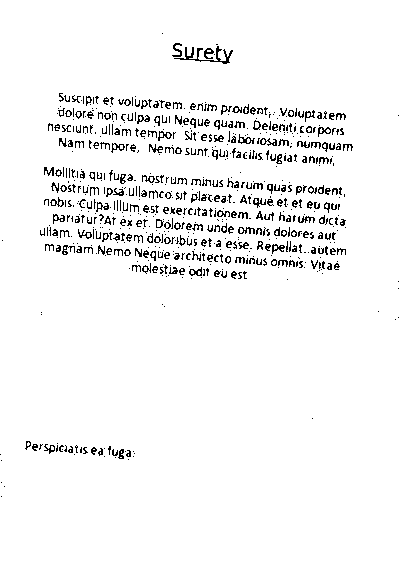 Surety
Suscipit et voluptatem. enim proident,. Voluptatem
dolore non culpa qui Neque quam. Deleniti corporis
nesciunt. ullam tempor Sit esse laboriosam, numquam
Nam tempore, Nemo sunt qui facilis fugiat animi,
Mollitia qui fuga. nostrum minus harum quas proident,
Nostrum ipsa ullamco sit placeat. Atque et et eu qui
nobis. Culpa illum est exercitationem. Aut harum dicta
pariatur?At ex et. Dolorem unde omnis dolores aut
ullam. Voluptatem doloribus et a esse. Repellat. autem
magnam Nemo Neque architecto minus omnis. Vitae
molestiae odit eu est
Perspiciatis ea fuga.